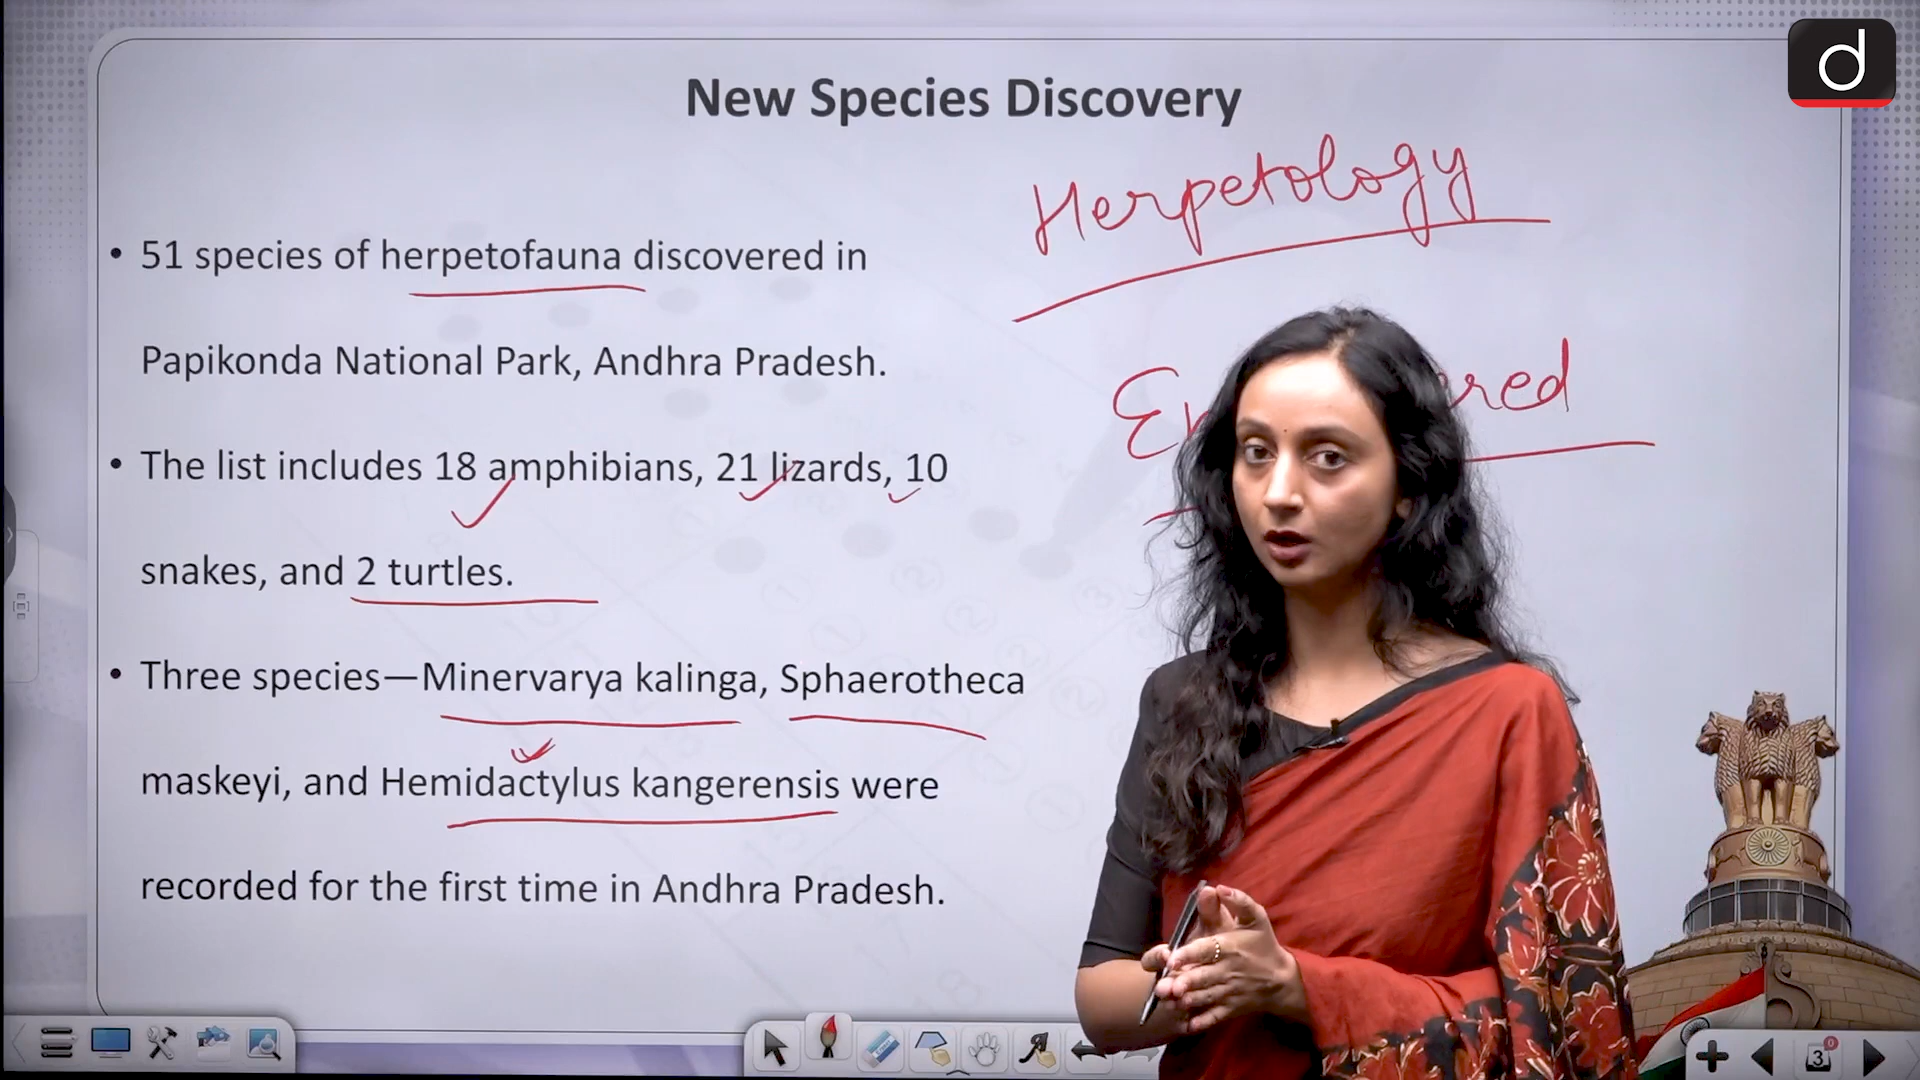 d
New Species Discovery
Herpetology
• 51 species of herpetofauna discovered in
Papikonda National Park, Andhra Pradesh.
• The list includes 18 amphibians, 21 lizards, 10
snakes, and 2 turtles.
• Three species—Minervarya kalinga, Sphaerotheca
maskeyi, and Hemidactylus kangerensis were
recorded for the first time in Andhra Pradesh.
3
0